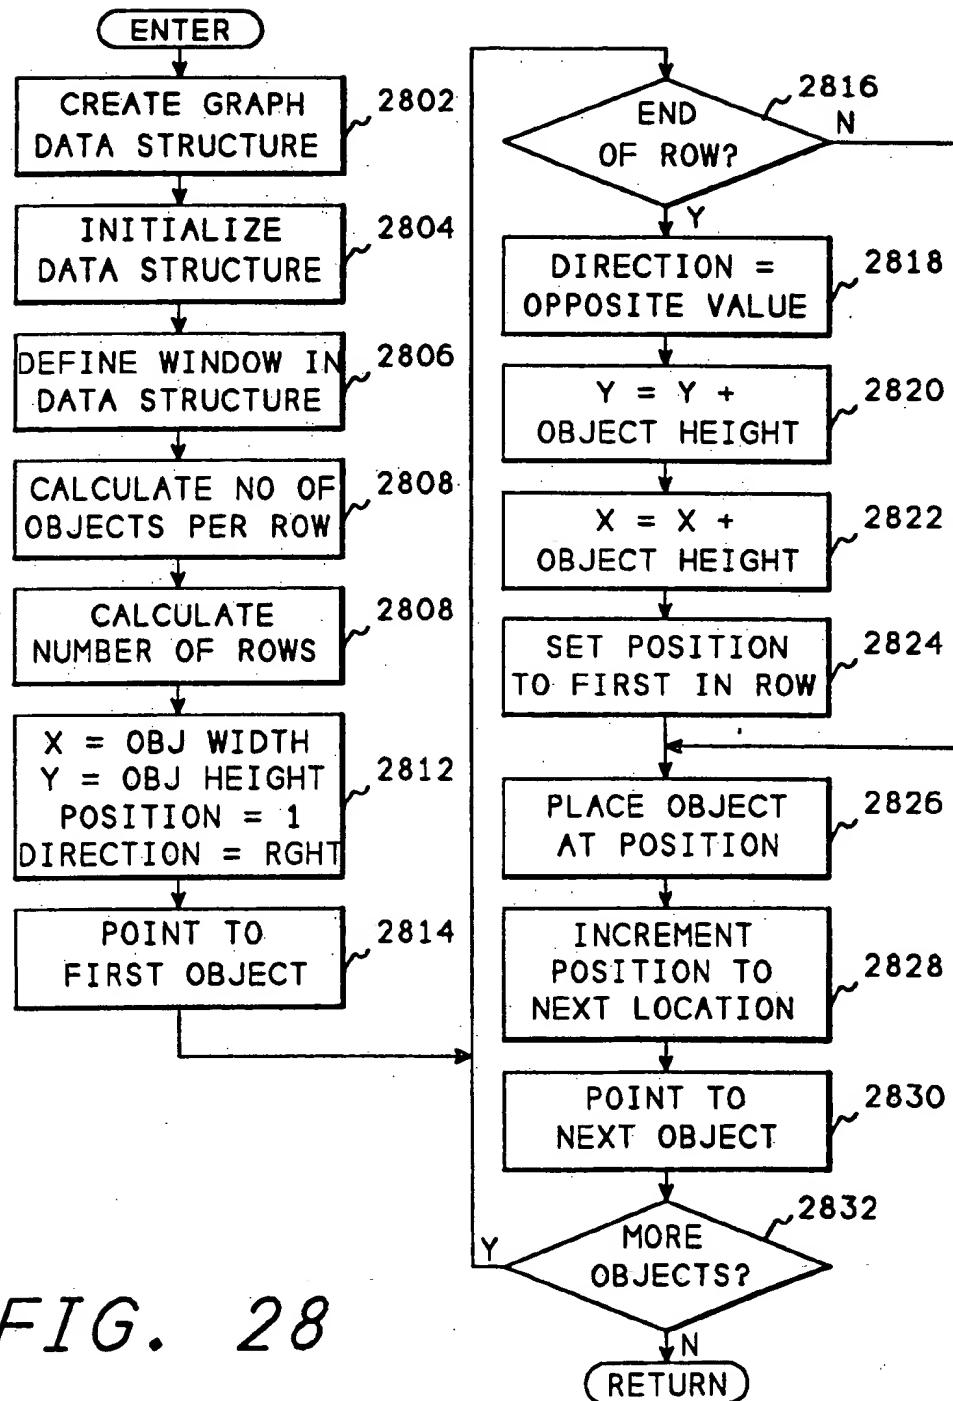 ENTER
CREATE GRAPH
DATA STRUCTURE
2802
INITIALIZE
DATA STRUCTURE
2804
DEFINE WINDOW IN
DATA STRUCTURE
2806
CALCULATE NO OF
OBJECTS PER ROW
2808
CALCULATE
NUMBER OF ROWS
2808
X = OBJ WIDTH
Y = OBJ HEIGHT
POSITION = 1
DIRECTION = RGHT
2812
POINT TO
FIRST OBJECT
2814
END
OF ROW?
2816
N
Y
DIRECTION =
OPPOSITE VALUE
2818
Y = Y +
OBJECT HEIGHT
2820
X = X +
OBJECT HEIGHT
2822
SET POSITION
TO FIRST IN ROW
2824
PLACE OBJECT
AT POSITION
2826
INCREMENT
POSITION TO
NEXT LOCATION
2828
POINT TO
NEXT OBJECT
2830
MORE
OBJECTS?
2832
Y
N
RETURN
FIG. 28